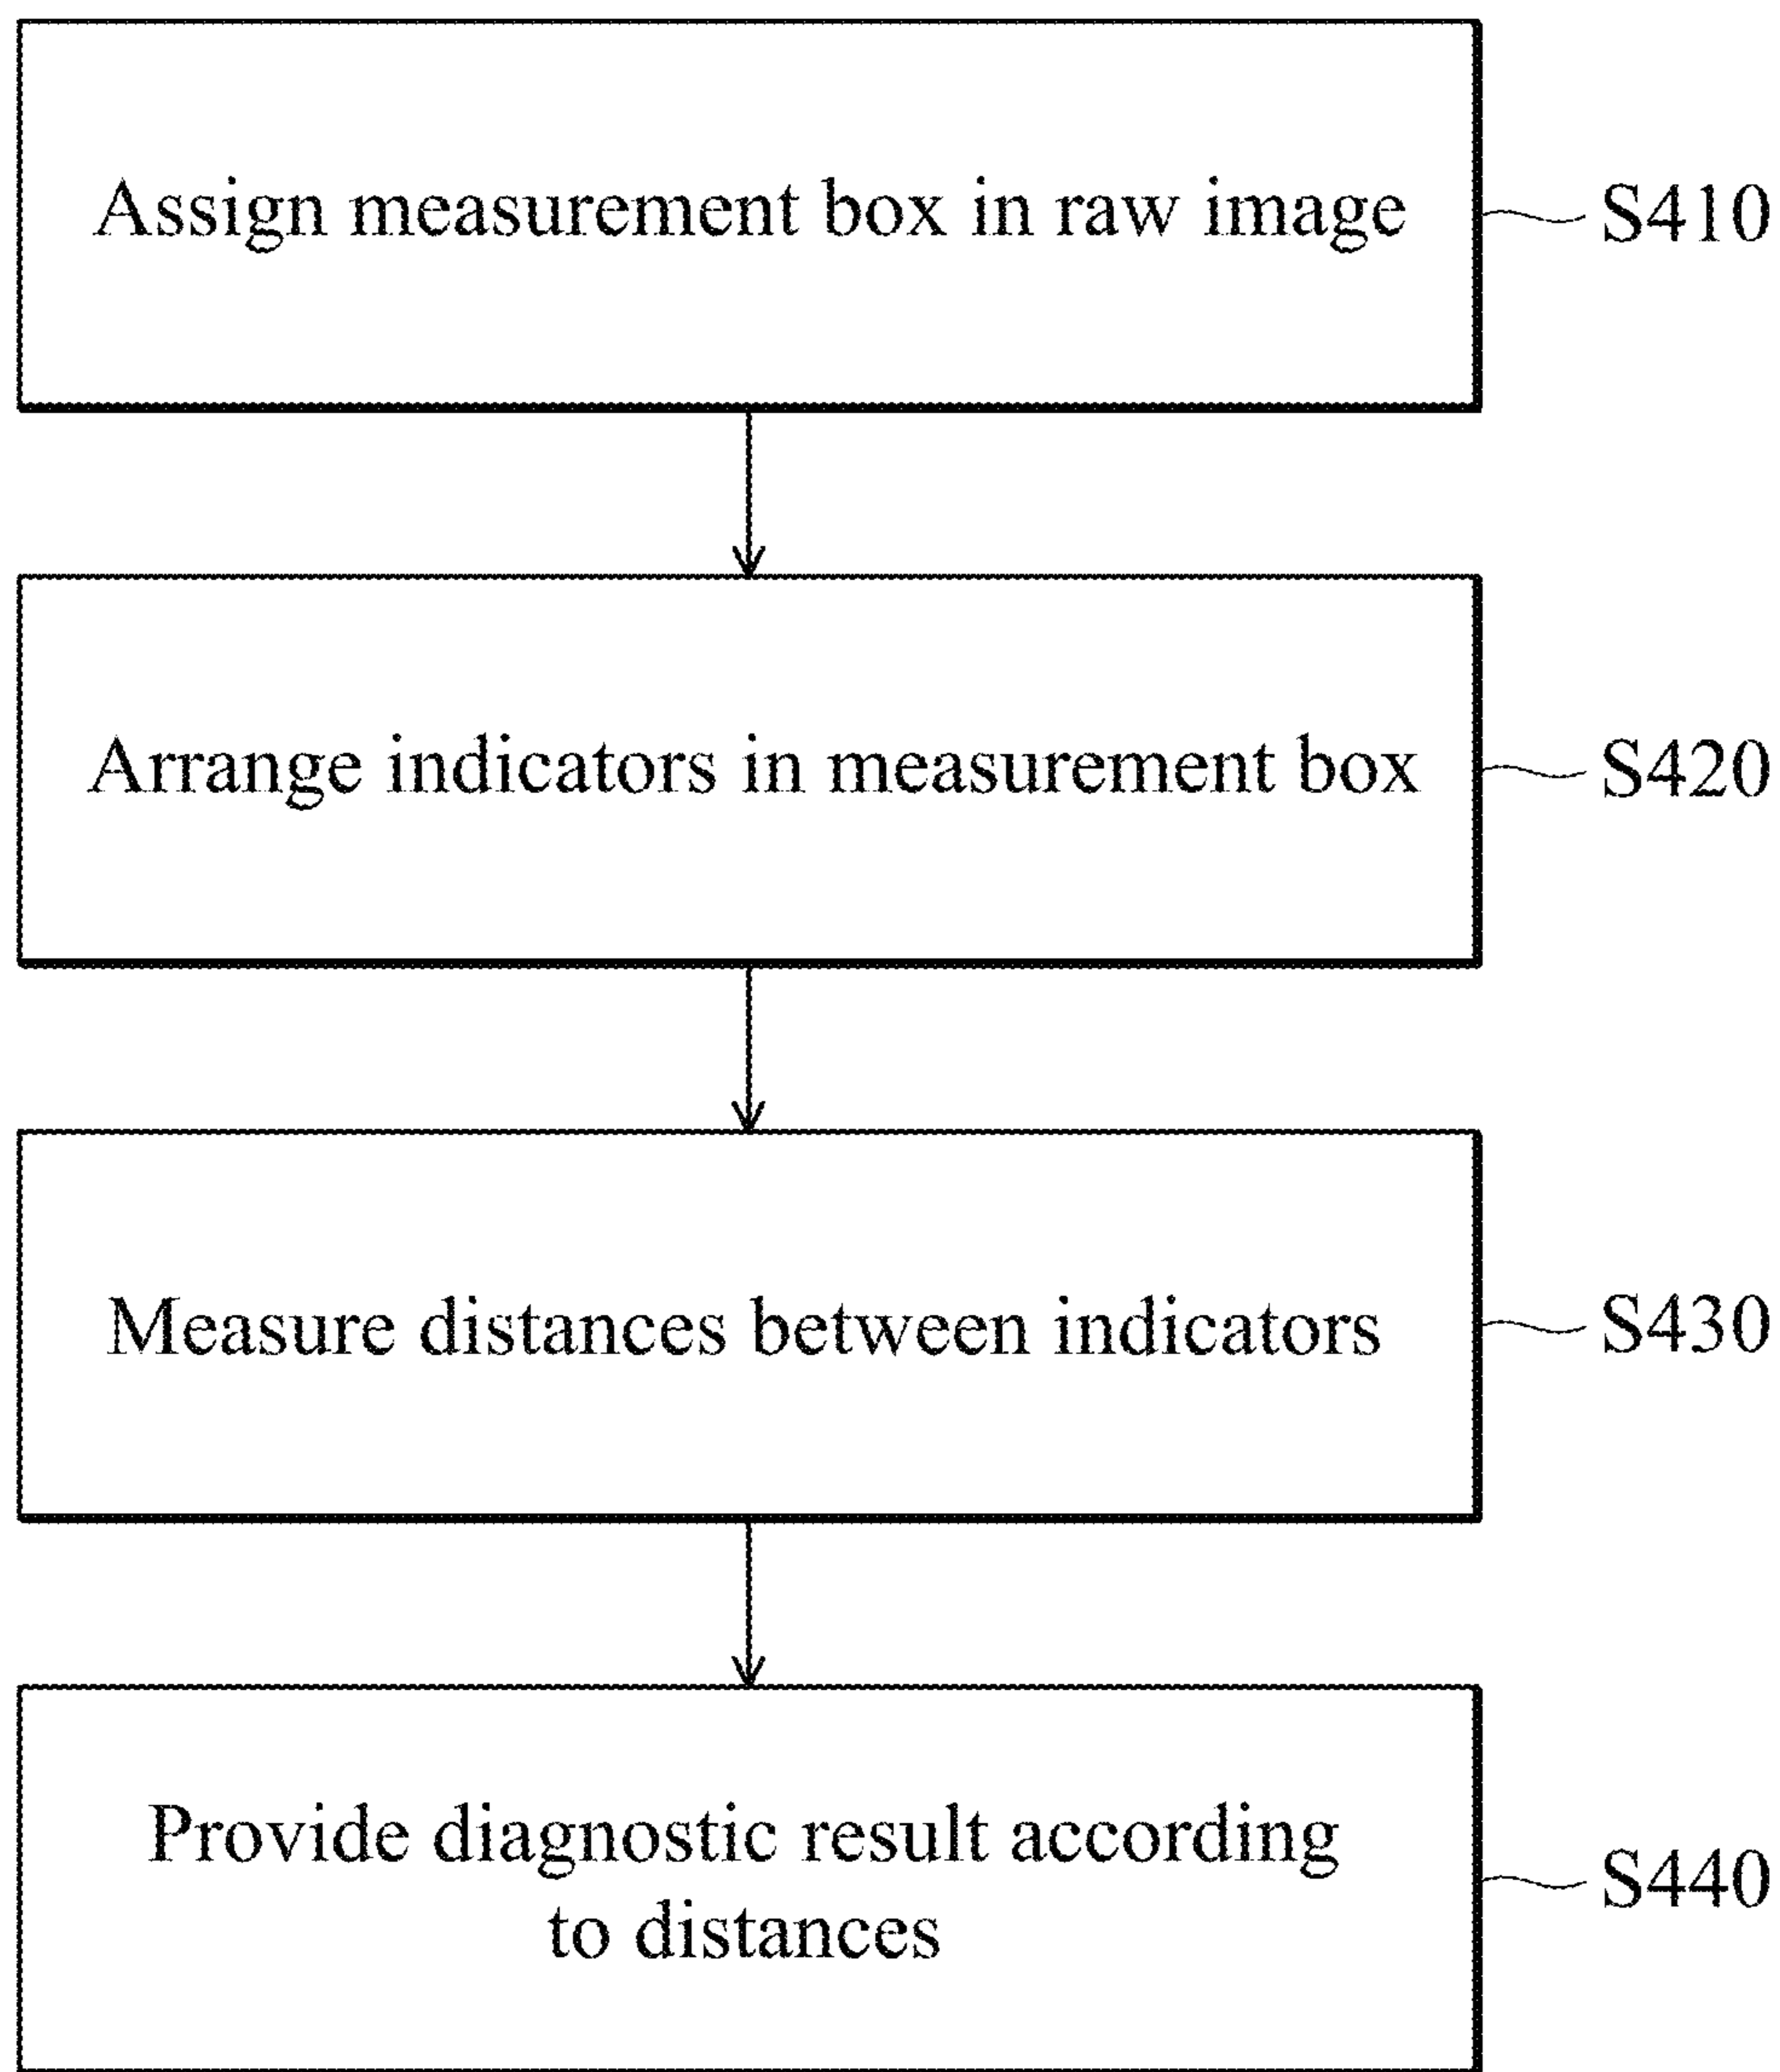 Assign measurement box in raw image
S410
Arrange indicators in measurement box
S420
Measure distances between indicators
S430
Provide diagnostic result according
to distances
S440